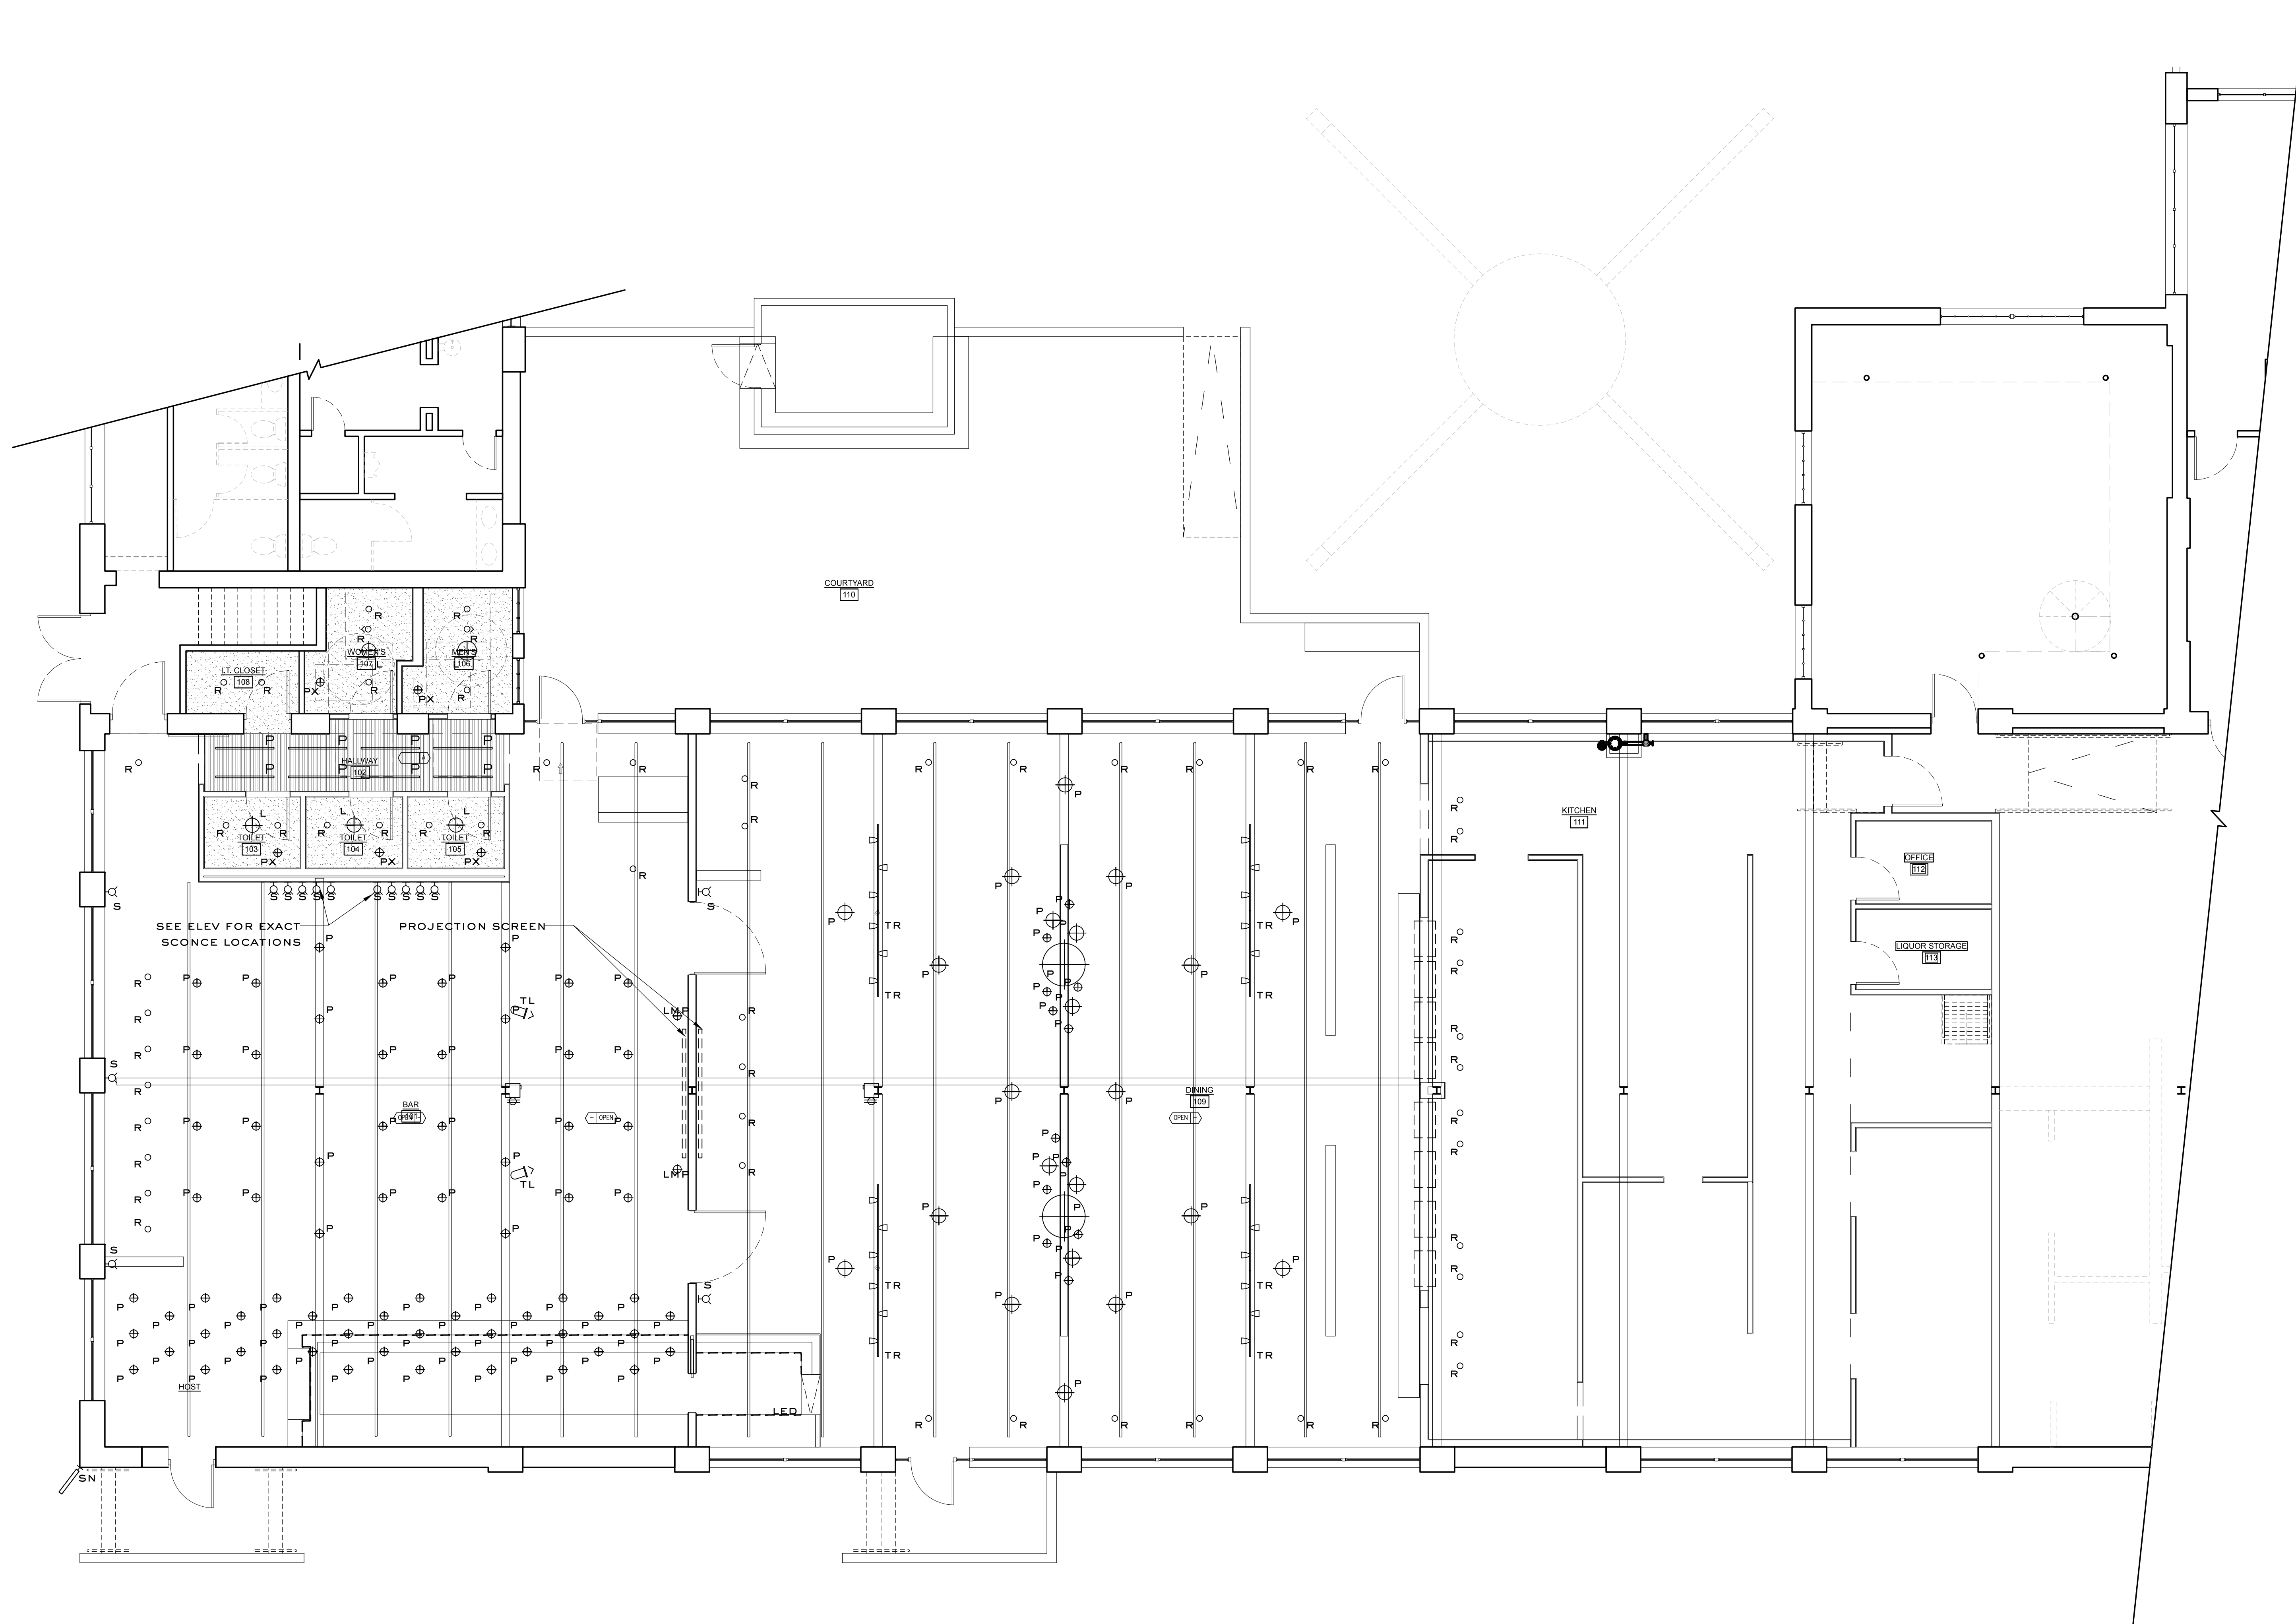 COURTYARD
110
R R
R R
WOMEN'S
107
MEN'S
106
L L
I.T. CLOSET
108
R R
PX R
PX R
P P P P
A
HALLWAY
102
P P P P
R
R R R R R R R R
R
R
L L L
R R R R R R
TOILET
103
TOILET
104
TOILET
105
PX PX PX
KITCHEN
111
R
R
OFFICE
112
LIQUOR STORAGE
113
R
S S S S S S S S S
S
S
SEE ELEV FOR EXACT
SCONCE LOCATIONS
PROJECTION SCREEN
P P
P P P P
P P
P P
P P P
TR TR
P P
P P P P
P P
TR TR
R
R
R P P P P P P
R P P
TL
LMP
R
R P P P P P P
R
R
R
S
R
BAR
101
OPEN -
- OPEN
DINING
109
OPEN -
P P
R P P P P P P
R
R
R
R P P
TL
LMP
R
R
R P P P P P P
R P P
S
P P P P
P P P
P P P P
P P P
P P
R
R
TR TR
S
P P P P P P P P
P P P P P P P P
P P P P P P P P
P P P P P P P P
P P P P P P P P
P P P
TR TR
HOST
LED
R R R R R R
R
R
SN